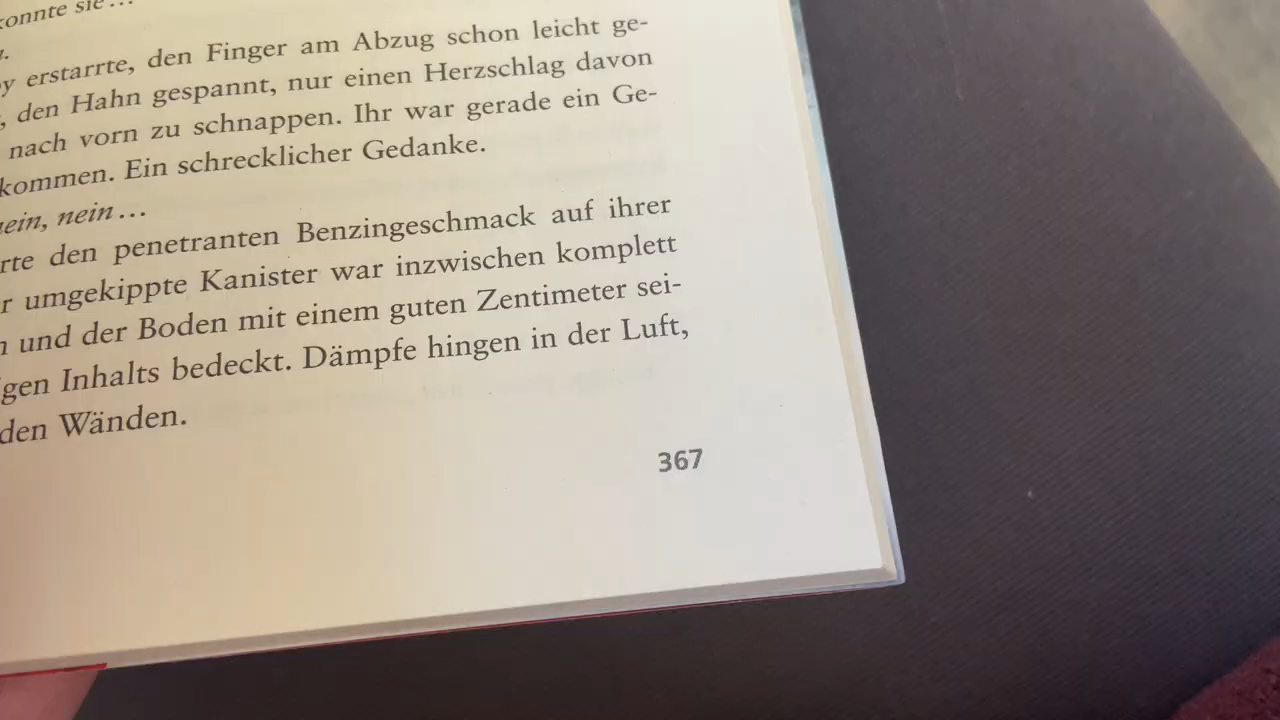 konnte sie…
y erstarrte, den Finger am Abzug schon leicht ge-
, den Hahn gespannt, nur einen Herzschlag davon
nach vorn zu schnappen. Ihr war gerade ein Ge-
kommen. Ein schrecklicher Gedanke.
nein, nein…
rte den penetranten Benzingeschmack auf ihrer
r umgekippte Kanister war inzwischen komplett
und der Boden mit einem guten Zentimeter sei-
gen Inhalts bedeckt. Dämpfe hingen in der Luft,
den Wänden.
367